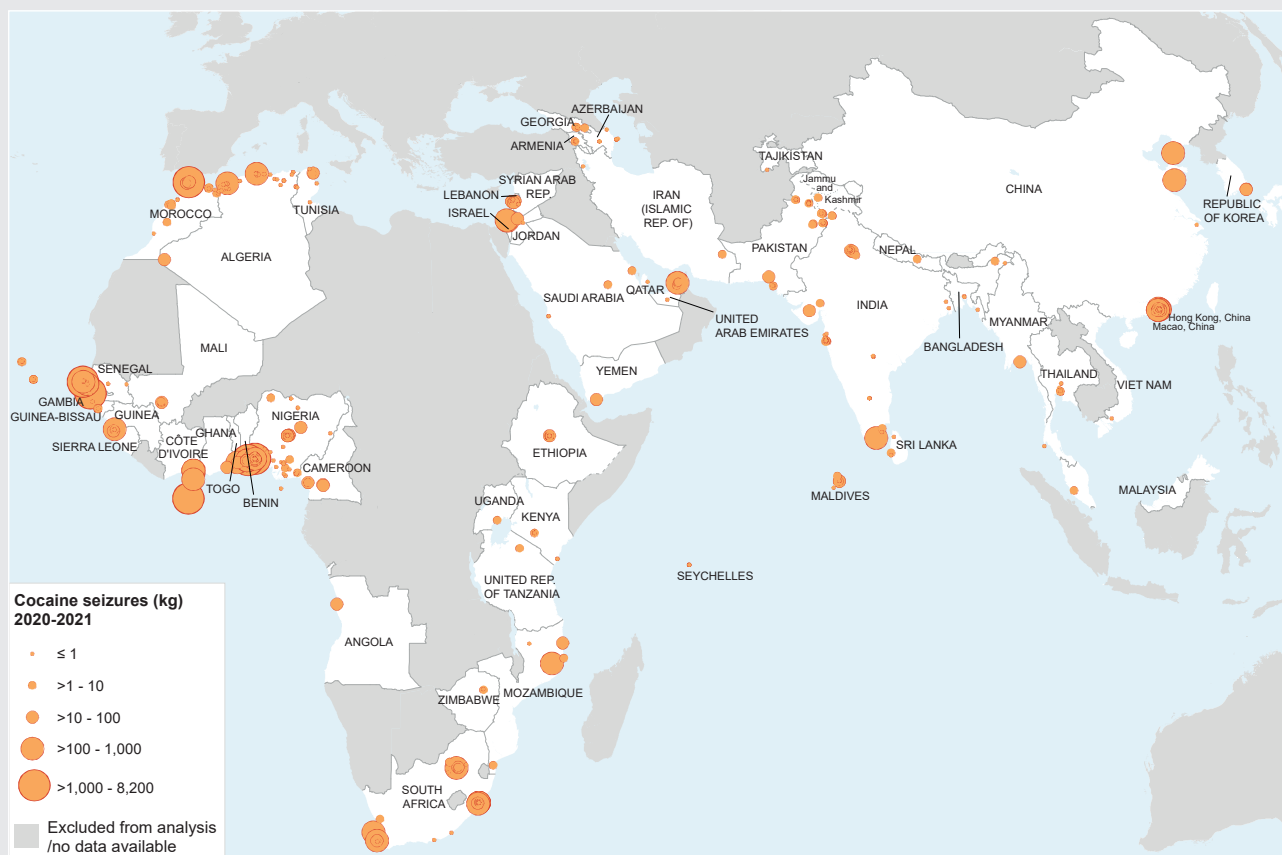 AZERBAIJAN
GEORGIA
ARMENIA
TAJIKISTAN
SYRIAN ARAB
REP.
LEBANON
ISRAEL
JORDAN
IRAN
(ISLAMIC
REP. OF)
Jammu
and
Kashmir
CHINA
REPUBLIC
OF KOREA
MOROCCO
TUNISIA
ALGERIA
PAKISTAN
NEPAL
SAUDI ARABIA
QATAR
UNITED
ARAB EMIRATES
INDIA
BANGLADESH
MYANMAR
Hong Kong, China
Macao, China
MALI
YEMEN
THAILAND
VIET NAM
SENEGAL
GAMBIA
GUINEA-BISSAU
GUINEA
SIERRA LEONE
CÔTE
D'IVOIRE
GHANA
NIGERIA
TOGO
BENIN
CAMEROON
ETHIOPIA
SRI LANKA
MALDIVES
MALAYSIA
UGANDA
KENYA
UNITED REP.
OF TANZANIA
SEYCHELLES
ANGOLA
ZIMBABWE
MOZAMBIQUE
SOUTH
AFRICA
Cocaine seizures (kg)
2020-2021
≤ 1
>1 - 10
>10 - 100
>100 - 1,000
>1,000 - 8,200
Excluded from analysis
/no data available